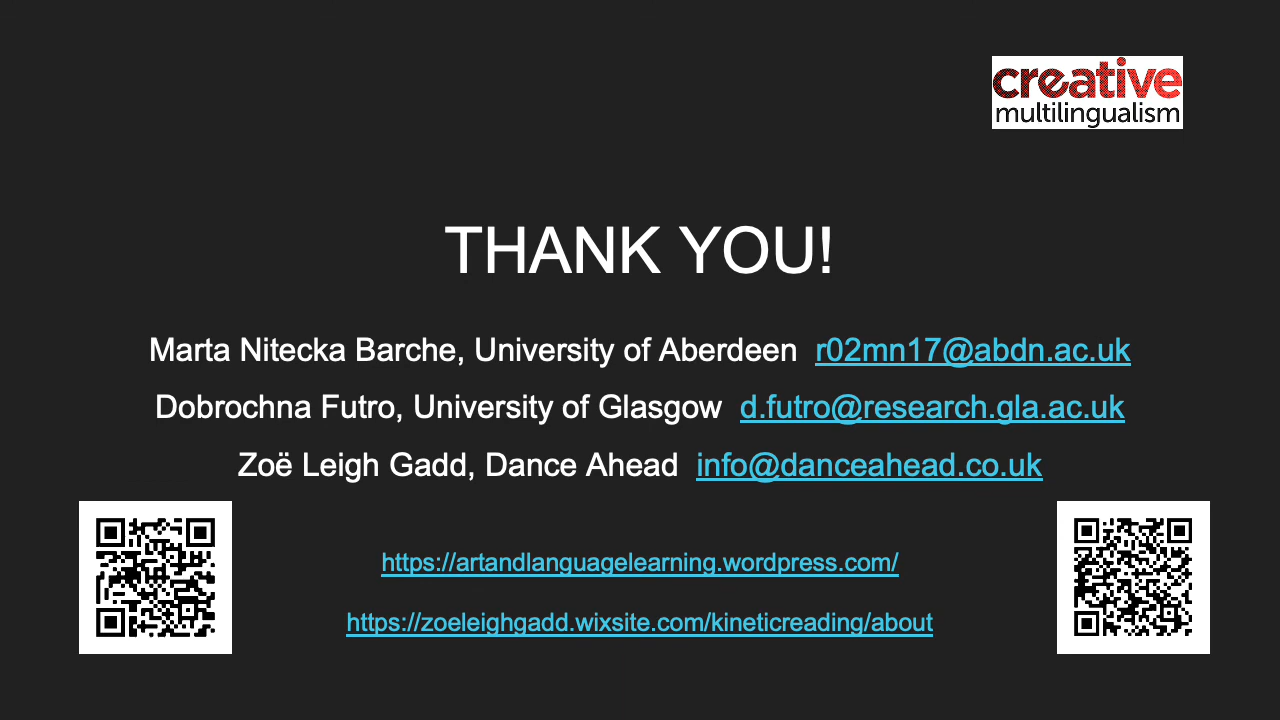 creative
multilingualism
THANK YOU!
Marta Nitecka Barche, University of Aberdeen r02mn17@abdn.ac.uk
Dobrochna Futro, University of Glasgow d.futro@research.gla.ac.uk
Zoë Leigh Gadd, Dance Ahead info@danceahead.co.uk
https://artandlanguagelearning.wordpress.com/
https://zoeleighgadd.wixsite.com/kineticreading/about